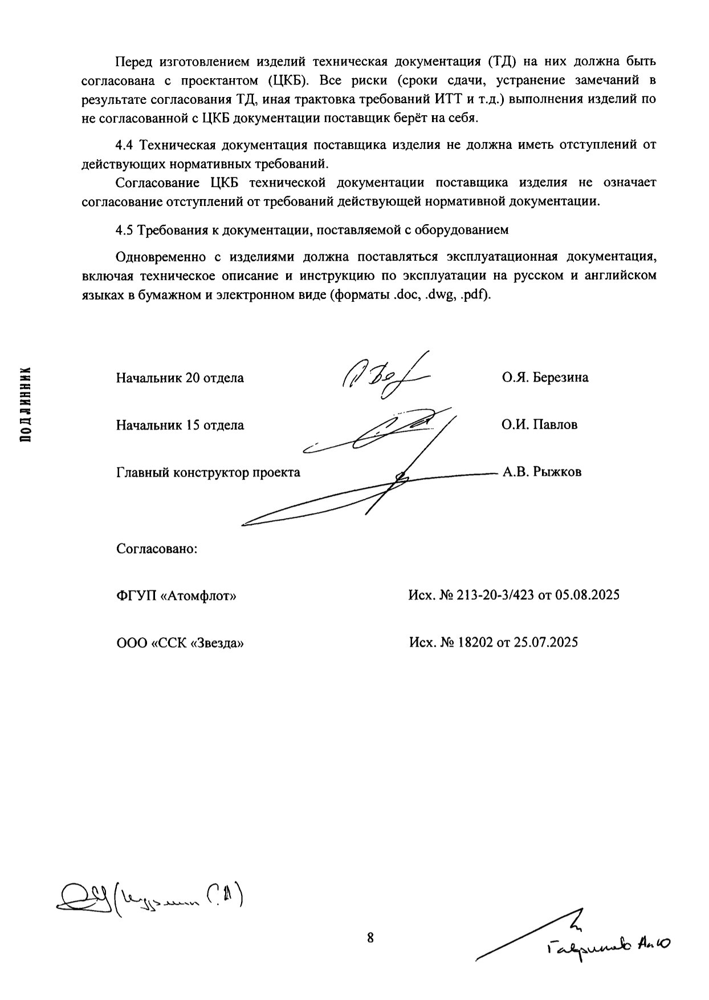 Перед изготовлением изделий техническая документация (ТД) на них должна быть
согласована с проектантом (ЦКБ). Все риски (сроки сдачи, устранение замечаний в
результате согласования ТД, иная трактовка требований ИТТ и т.д.) выполнения изделий по
не согласованной с ЦКБ документации поставщик берёт на себя.
4.4 Техническая документация поставщика изделия не должна иметь отступлений от
действующих нормативных требований.
Согласование ЦКБ технической документации поставщика изделия не означает
согласование отступлений от требований действующей нормативной документации.
4.5 Требования к документации, поставляемой с оборудованием
Одновременно с изделиями должна поставляться эксплуатационная документация,
включая техническое описание и инструкцию по эксплуатации на русском и английском
языках в бумажном и электронном виде (форматы .doc, .dwg, .pdf).
ПОДЛИННИК
Начальник 20 отдела О.Я. Березина
Начальник 15 отдела О.И. Павлов
Главный конструктор проекта А.В. Рыжков
Согласовано:
ФГУП «Атомфлот» Исх. № 213-20-3/423 от 05.08.2025
ООО «ССК «Звезда» Исх. № 18202 от 25.07.2025
8